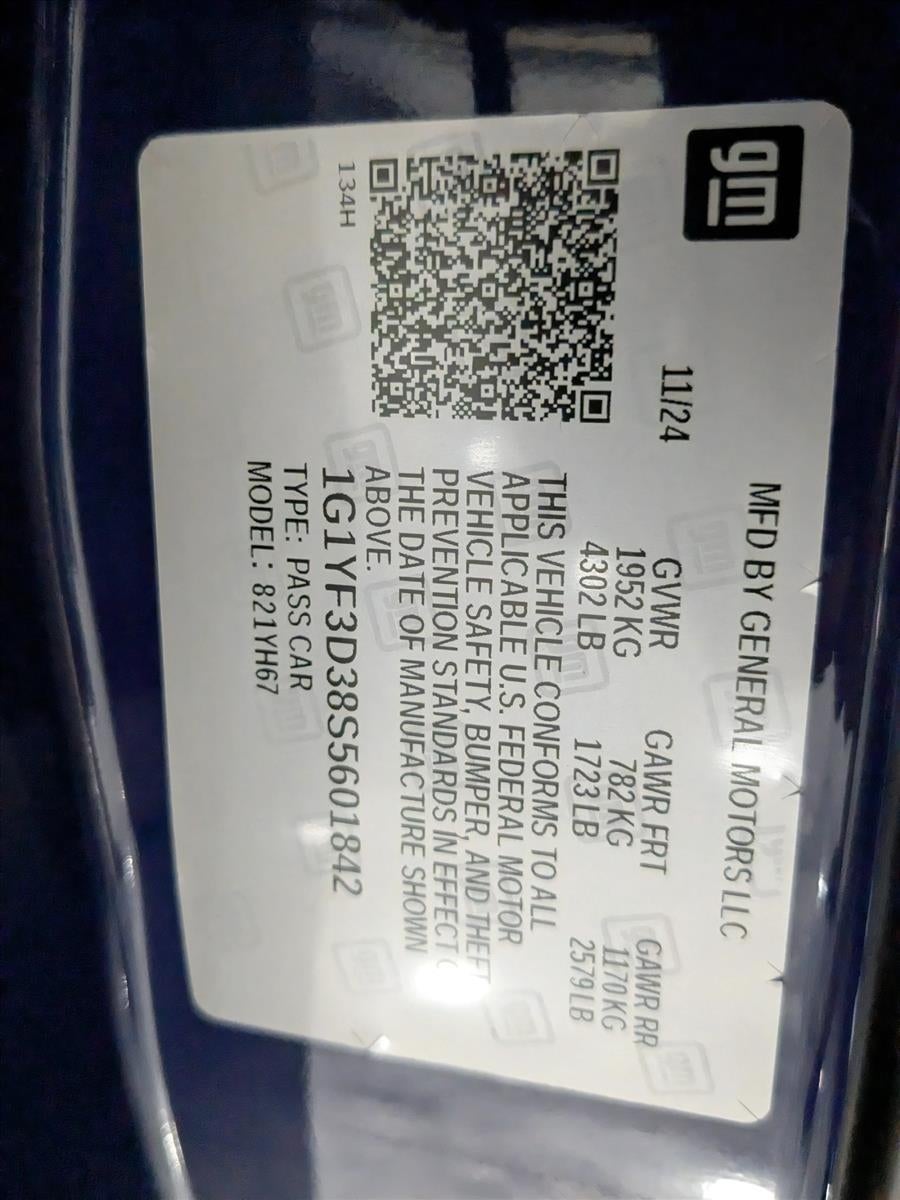 gm
MFD BY GENERAL MOTORS LLC
11/24
GVWR GAWR FRT GAWR RR
1952 KG 782 KG 1170 KG
4302 LB 1723 LB 2579 LB
THIS VEHICLE CONFORMS TO ALL
APPLICABLE U.S. FEDERAL MOTOR
VEHICLE SAFETY, BUMPER, AND THEFT
PREVENTION STANDARDS IN EFFECT
THE DATE OF MANUFACTURE SHOWN
ABOVE.
1G1YF3D38S5601842
TYPE: PASS CAR
MODEL: 821YH67
134H